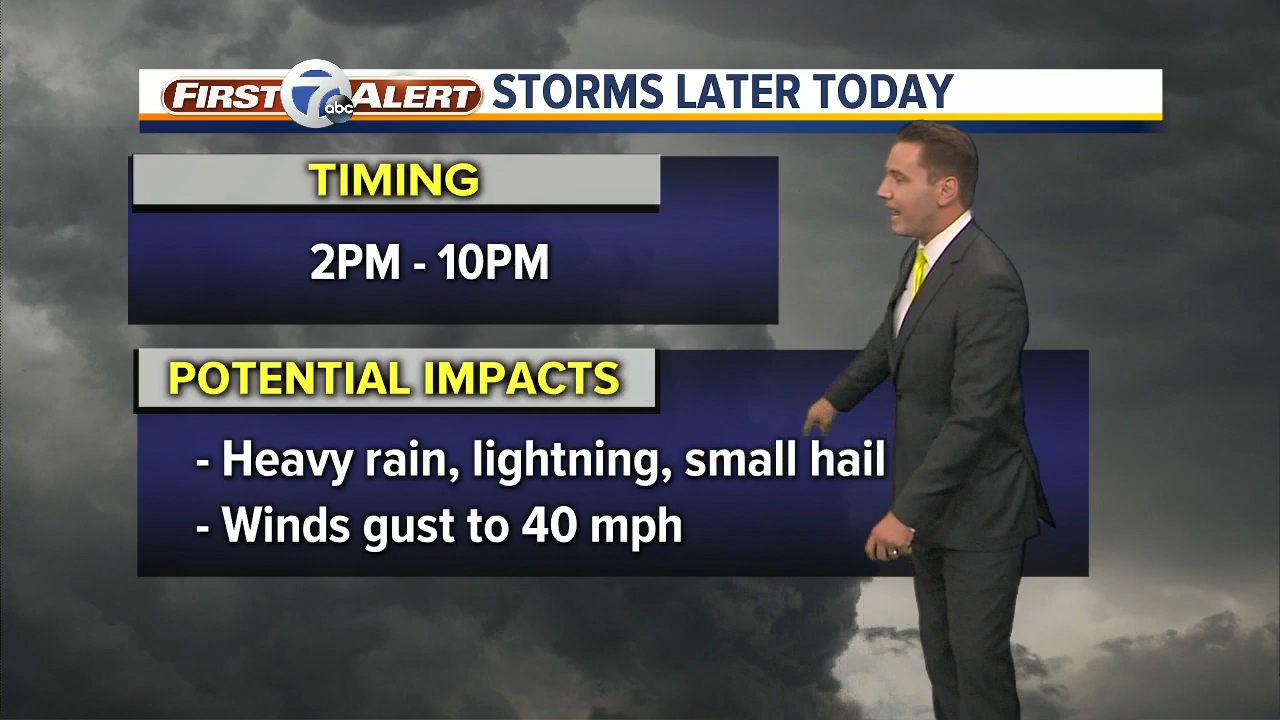 FIRST 7 abc ALERT STORMS LATER TODAY
TIMING
2PM - 10PM
POTENTIAL IMPACTS
- Heavy rain, lightning, small hail
- Winds gust to 40 mph